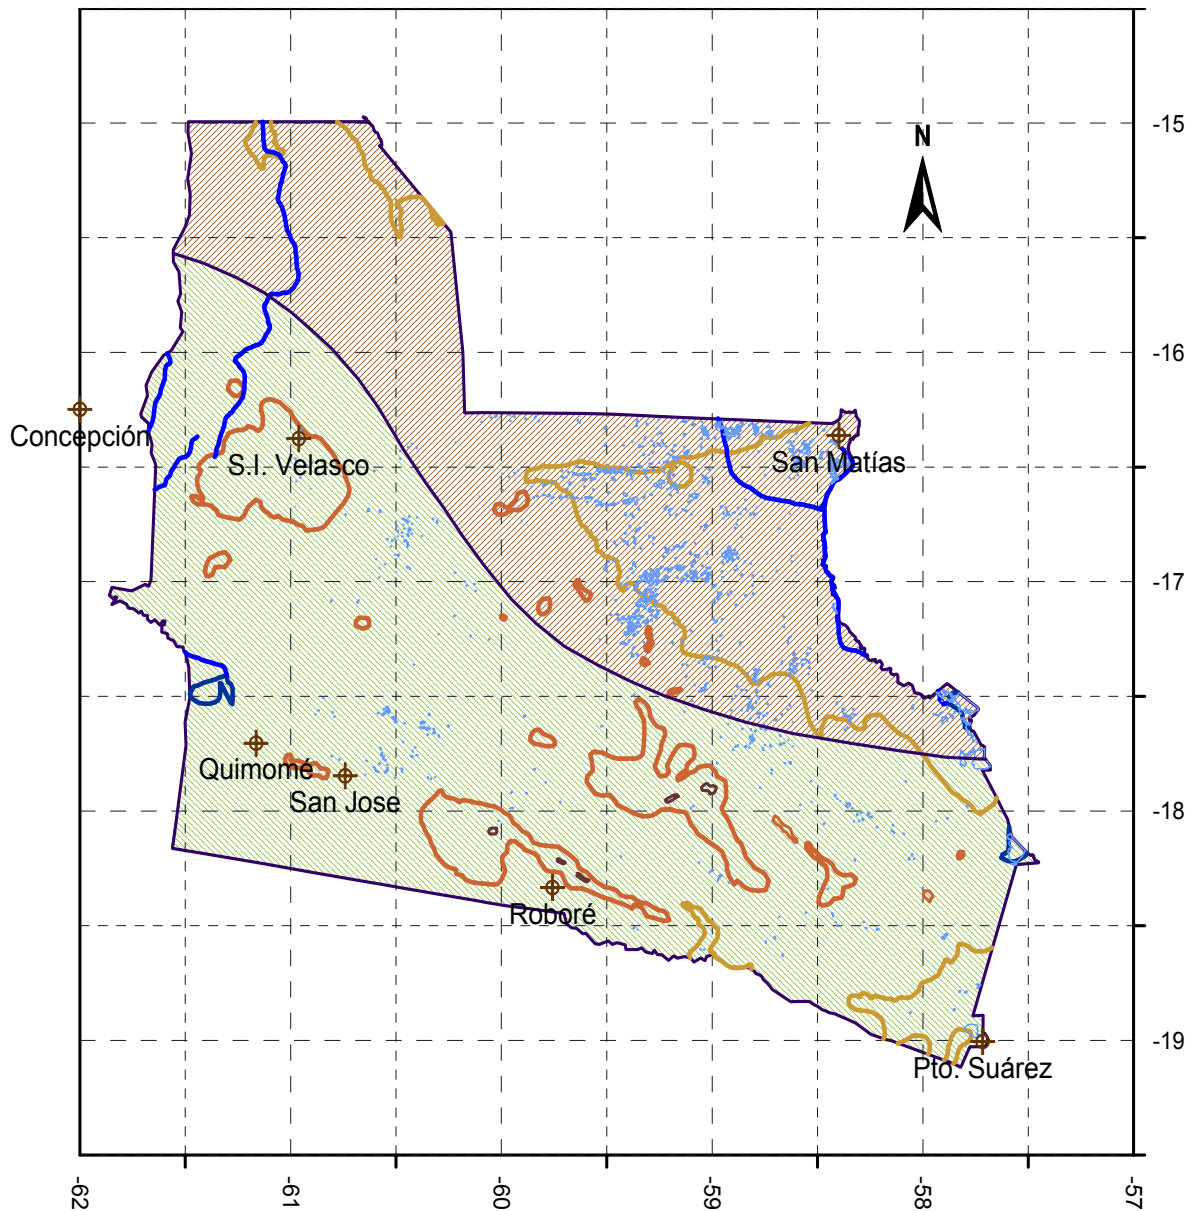 -15
N
-16
Concepción
S.I. Velasco
San Matías
-17
Quimomé
San Jose
-18
Roboré
-19
Pto. Suárez
-62
-61
-60
-59
-58
-57